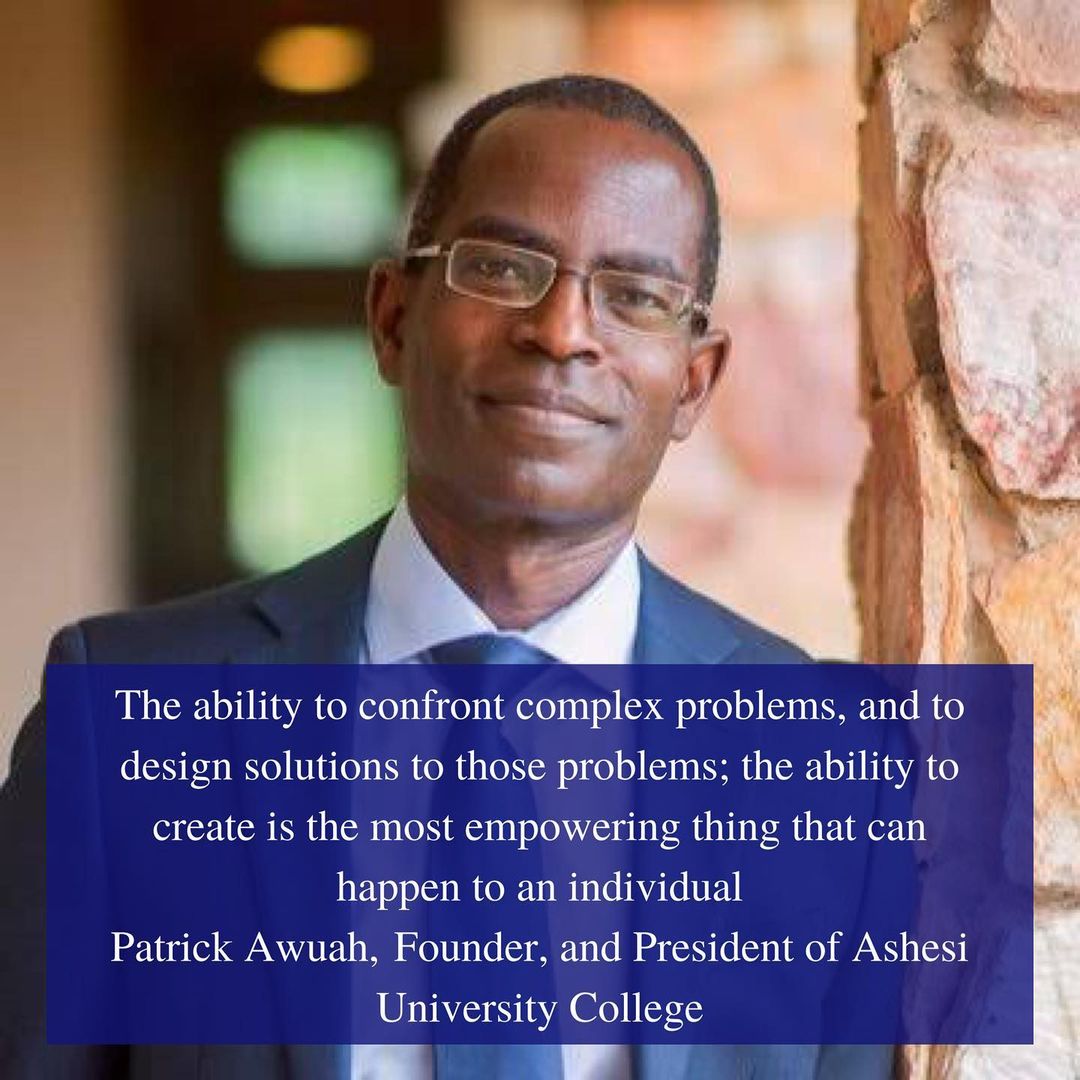 The ability to confront complex problems, and to
design solutions to those problems; the ability to
create is the most empowering thing that can
happen to an individual
Patrick Awuah, Founder, and President of Ashesi
University College